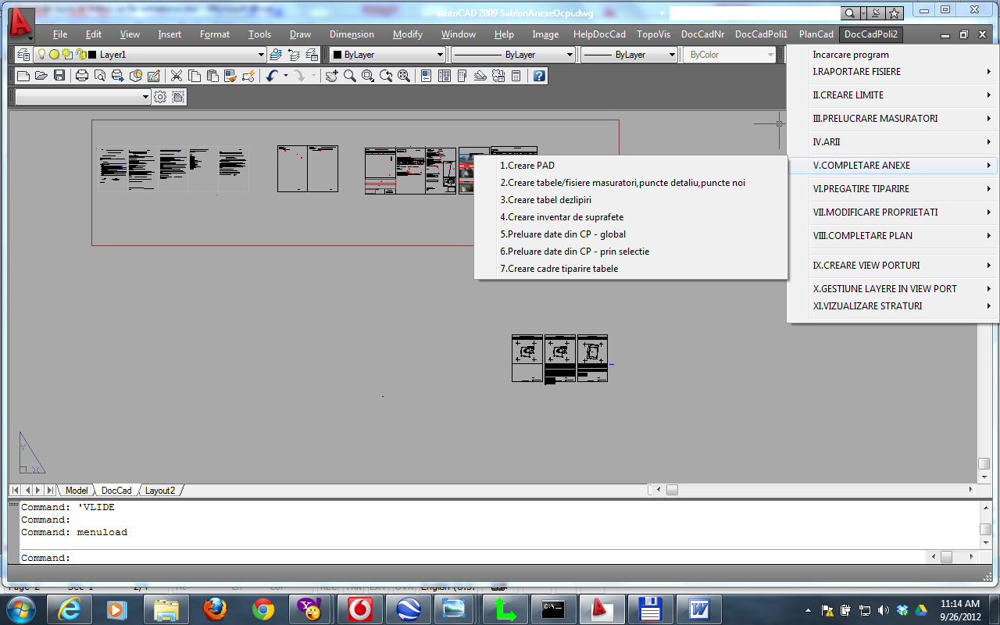 AutoCAD 2009 SablonAnexeOcpi.dwg
File Edit View Insert Format Tools Draw Dimension Modify Window Help Image HelpDocCad TopoVis DocCadNr DocCadPoli1 PlanCad DocCadPoli2
Layer1 ByLayer ByLayer ByLayer ByColor
Incarcare program
I.RAPORTARE FISIERE
II.CREARE LIMITE
III.PRELUCRARE MASURATORI
IV.ARII
V.COMPLETARE ANEXE
VI.PREGATIRE TIPARIRE
VII.MODIFICARE PROPRIETATI
VIII.COMPLETARE PLAN
IX.CREARE VIEW PORTURI
X.GESTIUNE LAYERE IN VIEW PORT
XI.VIZUALIZARE STRATURI
1.Creare PAD
2.Creare tabele/fisiere masuratori,puncte detaliu,puncte noi
3.Creare tabel dezlipiri
4.Creare inventar de suprafete
5.Preluare date din CP - global
6.Preluare date din CP - prin selectie
7.Creare cadre tiparire tabele
Y
X
Model DocCad Layout2
Command: 'VLIDE
Command:
Command: menuload
Command:
11:14 AM
9/26/2012